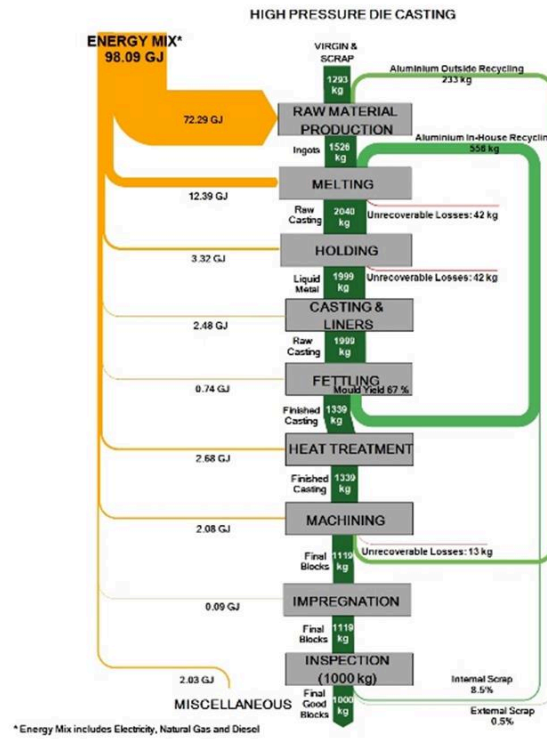 HIGH PRESSURE DIE CASTING
ENERGY MIX*
98.09 GJ
VIRGIN &
SCRAP
Aluminium Outside Recycling
233 kg
1293
kg
72.29 GJ
RAW MATERIAL
PRODUCTION
Aluminium In-House Recycling
556 kg
Ingots
1526
kg
MELTING
12.39 GJ
Raw
Casting
2040
kg
Unrecoverable Losses: 42 kg
HOLDING
3.32 GJ
Liquid
Metal
1999
kg
Unrecoverable Losses: 42 kg
CASTING &
LINERS
2.48 GJ
Raw
Casting
1999
kg
FETTLING
Mould Yield 67 %
0.74 GJ
Finished
Casting
1339
kg
HEAT TREATMENT
2.68 GJ
Finished
Casting
1339
kg
MACHINING
2.08 GJ
Final
Blocks
1119
kg
Unrecoverable Losses: 13 kg
IMPREGNATION
0.09 GJ
Final
Blocks
1119
kg
INSPECTION
(1000 kg)
2.03 GJ
MISCELLANEOUS
Final
Good
Blocks
1000
kg
Internal Scrap
8.5%
External Scrap
0.5%
* Energy Mix includes Electricity, Natural Gas and Diesel